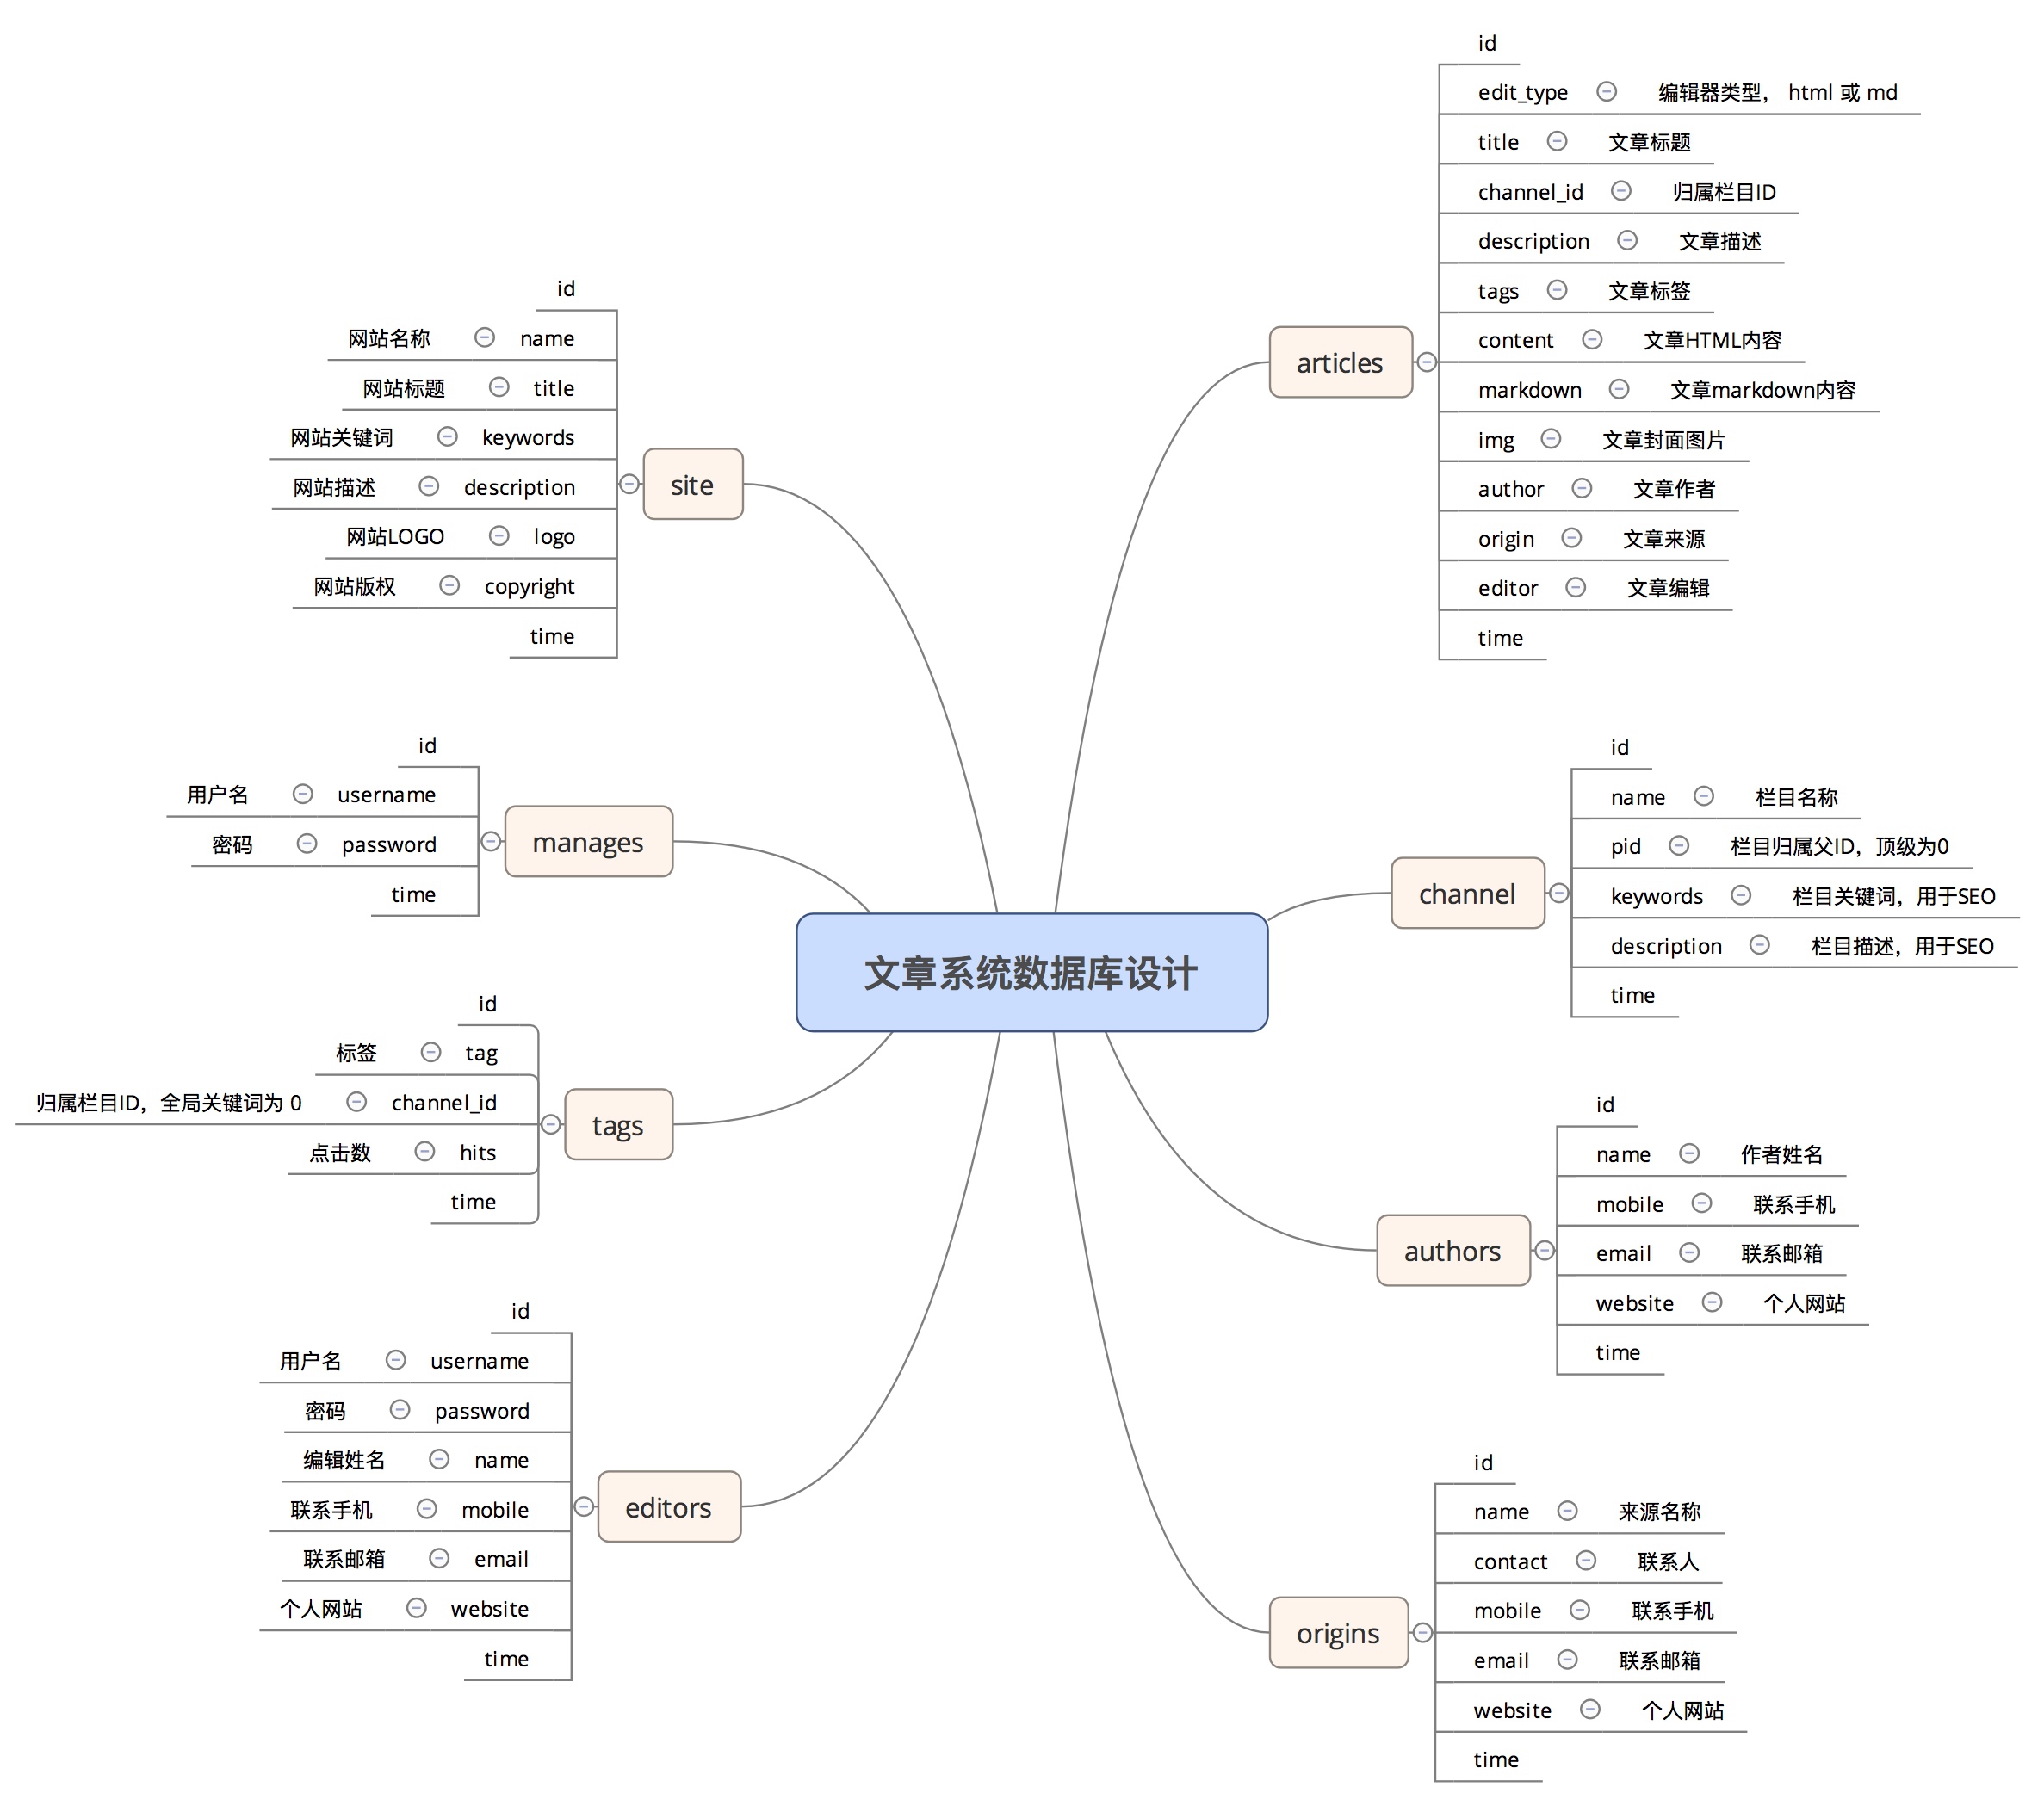 文章系统数据库设计
articles
id
edit_type 编辑器类型， html 或 md
title 文章标题
channel_id 归属栏目ID
description 文章描述
tags 文章标签
content 文章HTML内容
markdown 文章markdown内容
img 文章封面图片
author 文章作者
origin 文章来源
editor 文章编辑
time
channel
id
name 栏目名称
pid 栏目归属父ID，顶级为0
keywords 栏目关键词，用于SEO
description 栏目描述，用于SEO
time
authors
id
name 作者姓名
mobile 联系手机
email 联系邮箱
website 个人网站
time
origins
id
name 来源名称
contact 联系人
mobile 联系手机
email 联系邮箱
website 个人网站
time
site
id
网站名称 name
网站标题 title
网站关键词 keywords
网站描述 description
网站LOGO logo
网站版权 copyright
time
manages
id
用户名 username
密码 password
time
tags
id
标签 tag
归属栏目ID，全局关键词为 0 channel_id
点击数 hits
time
editors
id
用户名 username
密码 password
编辑姓名 name
联系手机 mobile
联系邮箱 email
个人网站 website
time